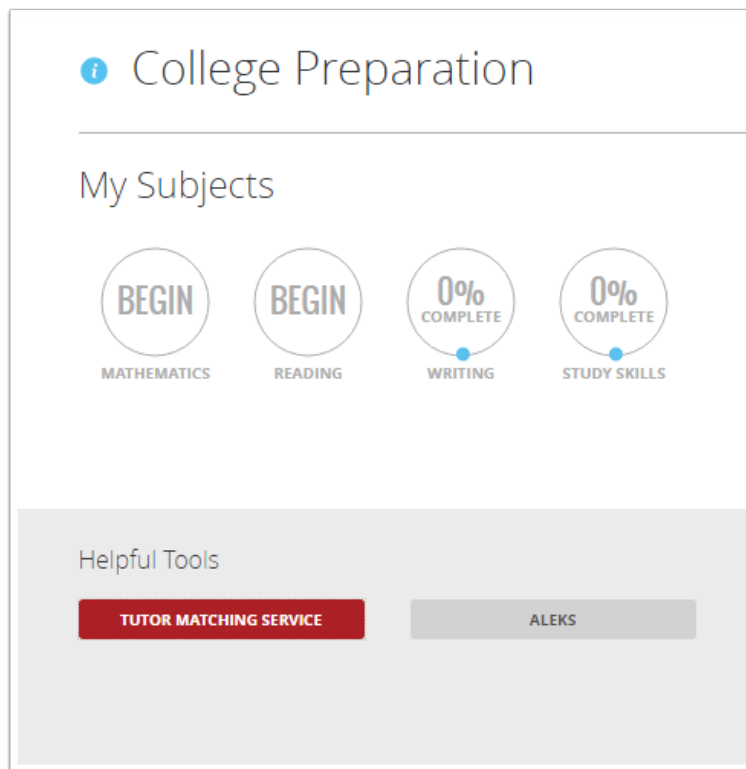 i College Preparation
My Subjects
BEGIN BEGIN 0% 0%
COMPLETE COMPLETE
MATHEMATICS READING WRITING STUDY SKILLS
Helpful Tools
TUTOR MATCHING SERVICE ALEKS